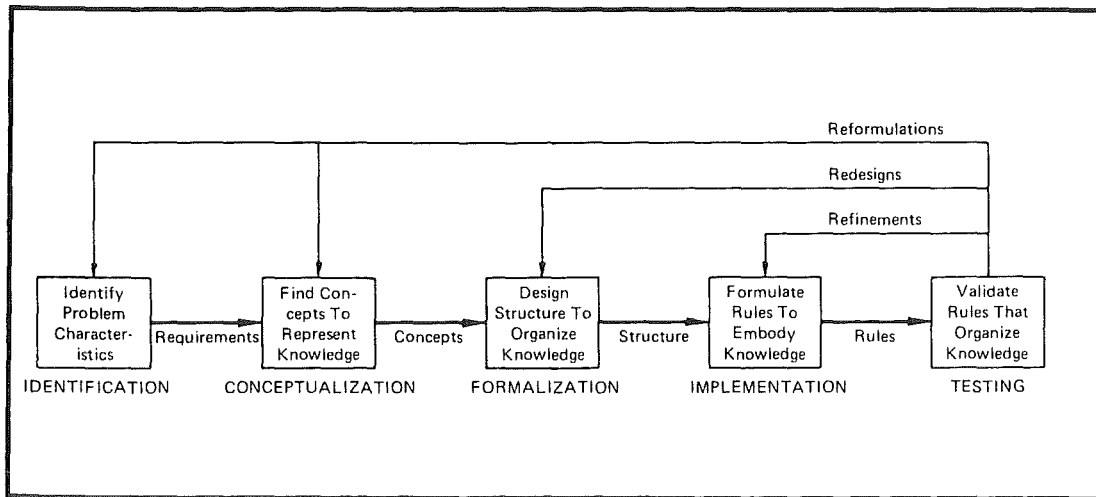 Reformulations
Redesigns
Refinements
Identify
Problem
Character-
istics
Find Con-
cepts To
Represent
Knowledge
Design
Structure To
Organize
Knowledge
Formulate
Rules To
Embody
Knowledge
Validate
Rules That
Organize
Knowledge
Requirements
Concepts
Structure
Rules
IDENTIFICATION
CONCEPTUALIZATION
FORMALIZATION
IMPLEMENTATION
TESTING